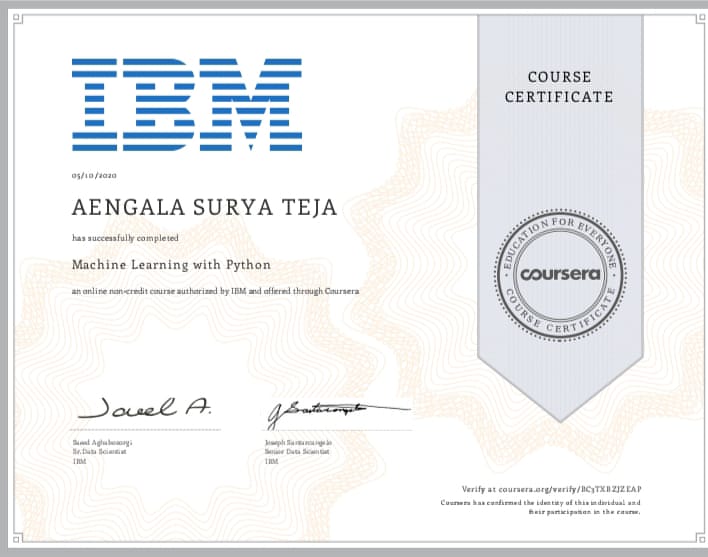 IBM
05/10/2020
AENGALA SURYA TEJA
has successfully completed
Machine Learning with Python
an online non-credit course authorized by IBM and offered through Coursera
COURSE
CERTIFICATE
EDUCATION FOR EVERYONE
coursera
COURSE CERTIFICATE
Saeed Aghabozorgi
Sr. Data Scientist
IBM
Joseph Santarcangelo
Senior Data Scientist
IBM
Verify at coursera.org/verify/BC3TXBZJZEAP
Coursera has confirmed the identity of this individual and
their participation in the course.